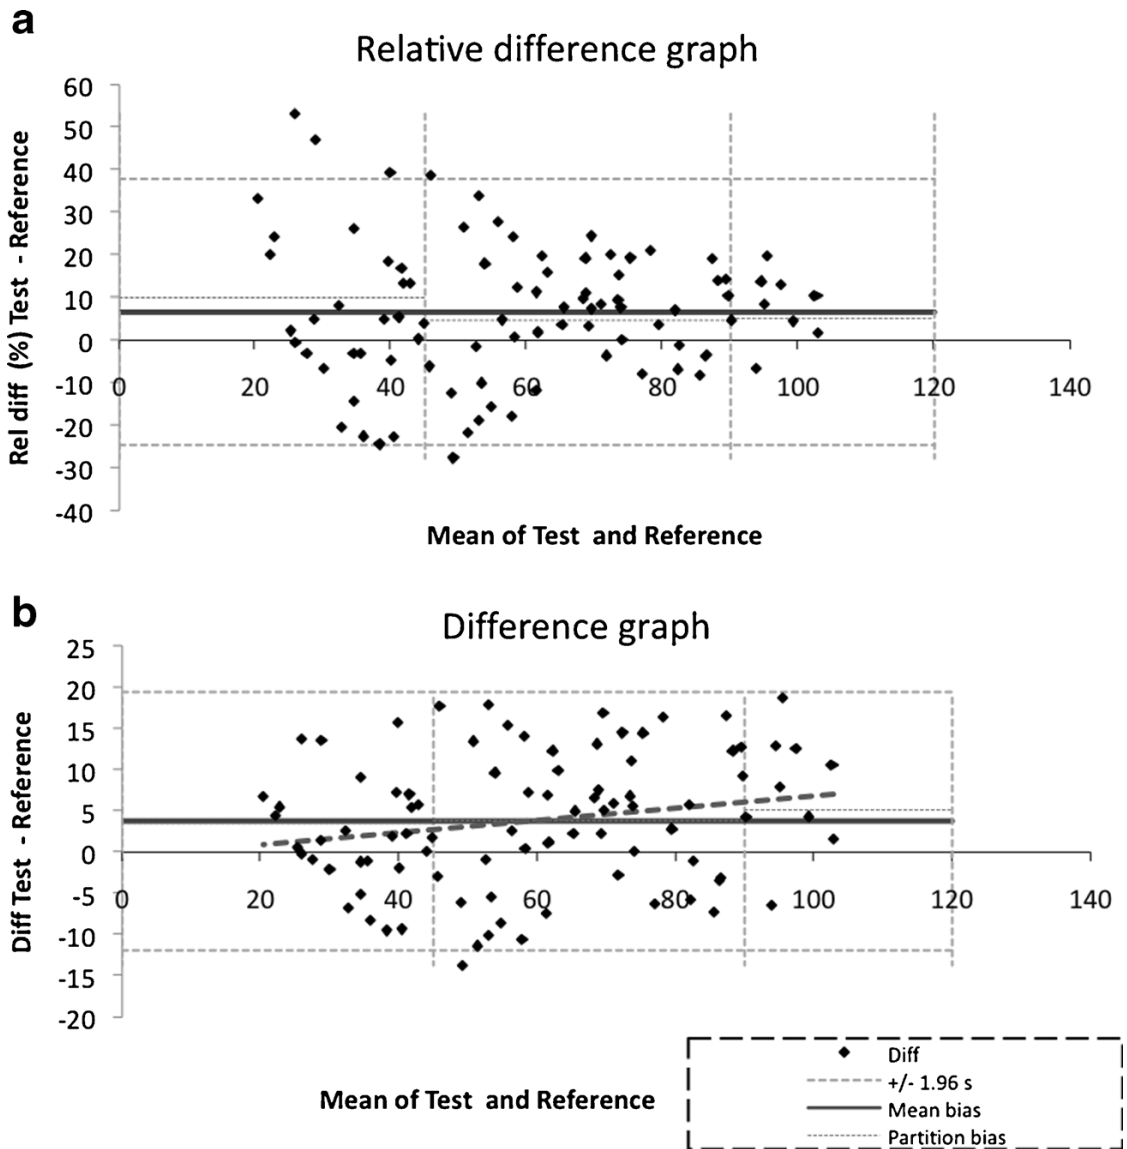 a
Relative difference graph
60
50
40
30
20
10
0
-10
-20
-30
-40
0 20 40 60 80 100 120 140
Rel diff (%) Test - Reference
Mean of Test and Reference
b
Difference graph
25
20
15
10
5
0
-5
-10
-15
-20
0 20 40 60 80 100 120 140
Diff Test - Reference
Mean of Test and Reference
Diff
+/- 1.96 s
Mean bias
Partition bias